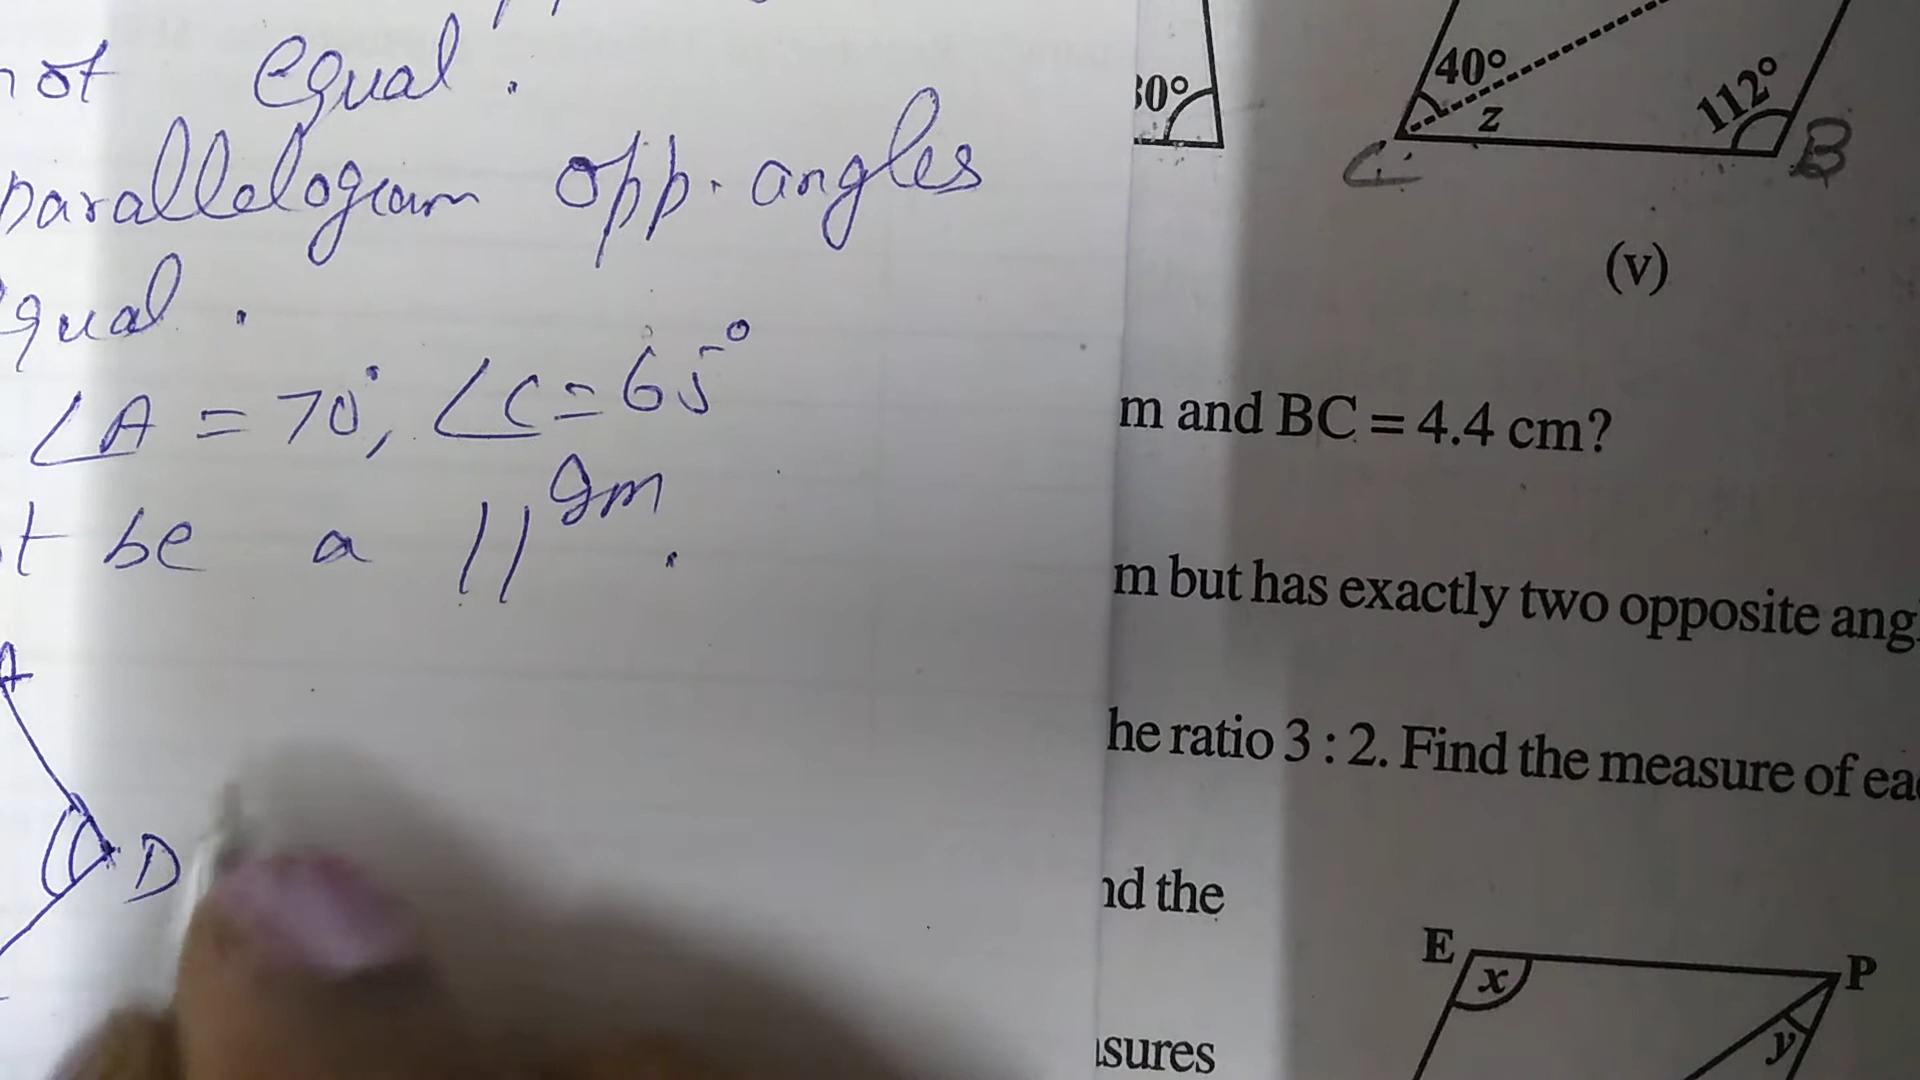 not equal.
parallelogram opp. angles
equal.
∠A = 70°, ∠C = 65°
be a ||gm.
A
D
30°
40°
z
112°
C
B
(v)
m and BC = 4.4 cm?
m but has exactly two opposite ang
he ratio 3 : 2. Find the measure of ea
nd the
E
x
P
y
sures